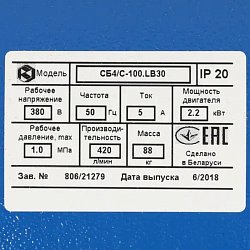 Модель СБ4/С-100.LB30 IP 20
Рабочее напряжение Частота Ток Мощность двигателя
380 В 50 Гц 5 А 2.2 кВт
Рабочее давление, max Производительность Масса
1.0 МПа 420 л/мин 88 кг
ЕАС
Сделано в Беларуси
Зав. № 806/21279 Дата выпуска 6/2018